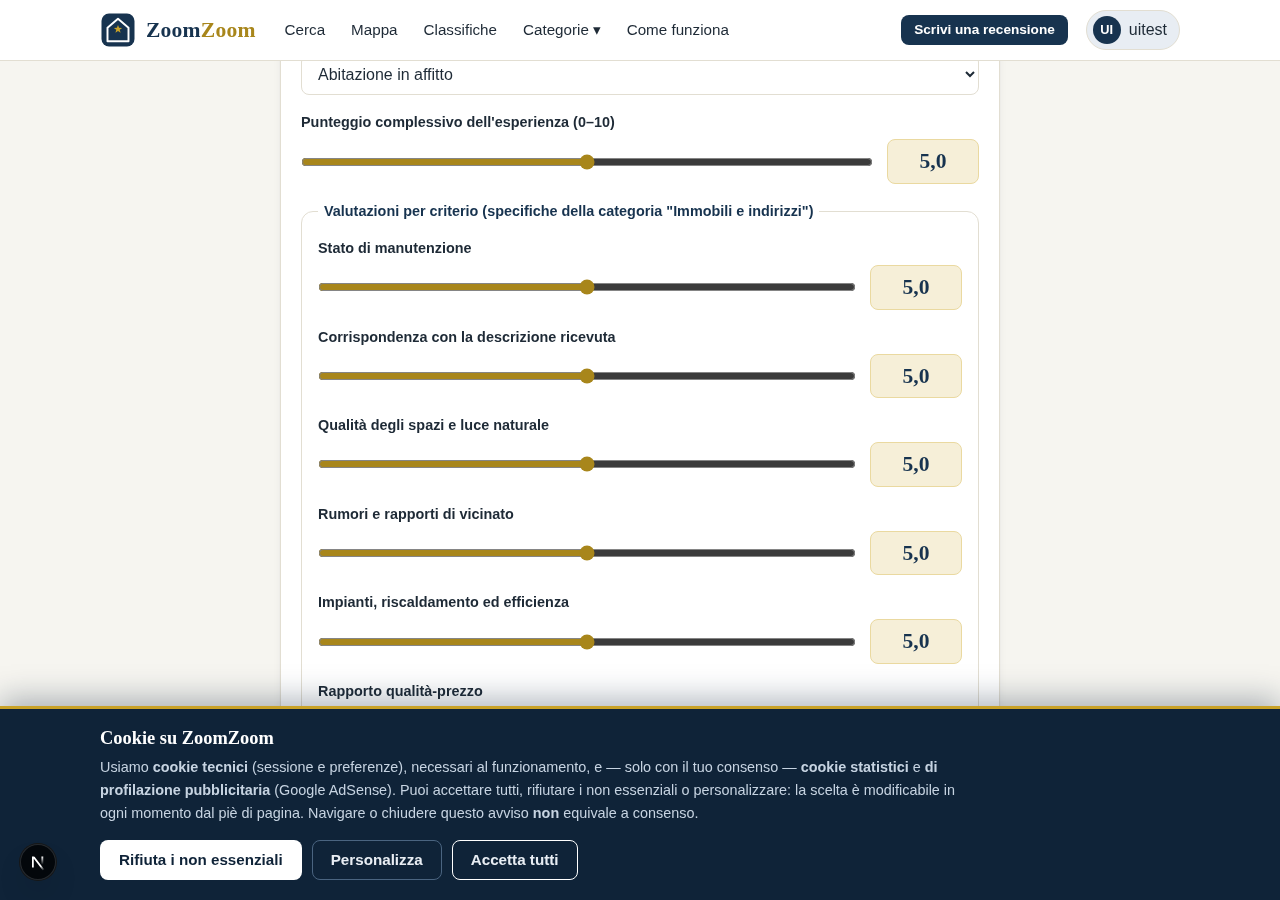 ZoomZoom Cerca Mappa Classifiche Categorie ▾ Come funziona Scrivi una recensione UI uitest
Abitazione in affitto
Punteggio complessivo dell'esperienza (0–10)
5,0
Valutazioni per criterio (specifiche della categoria "Immobili e indirizzi")
Stato di manutenzione
5,0
Corrispondenza con la descrizione ricevuta
5,0
Qualità degli spazi e luce naturale
5,0
Rumori e rapporti di vicinato
5,0
Impianti, riscaldamento ed efficienza
5,0
Rapporto qualità-prezzo
Cookie su ZoomZoom
Usiamo cookie tecnici (sessione e preferenze), necessari al funzionamento, e — solo con il tuo consenso — cookie statistici e di
profilazione pubblicitaria (Google AdSense). Puoi accettare tutti, rifiutare i non essenziali o personalizzare: la scelta è modificabile in
ogni momento dal piè di pagina. Navigare o chiudere questo avviso non equivale a consenso.
N Rifiuta i non essenziali Personalizza Accetta tutti